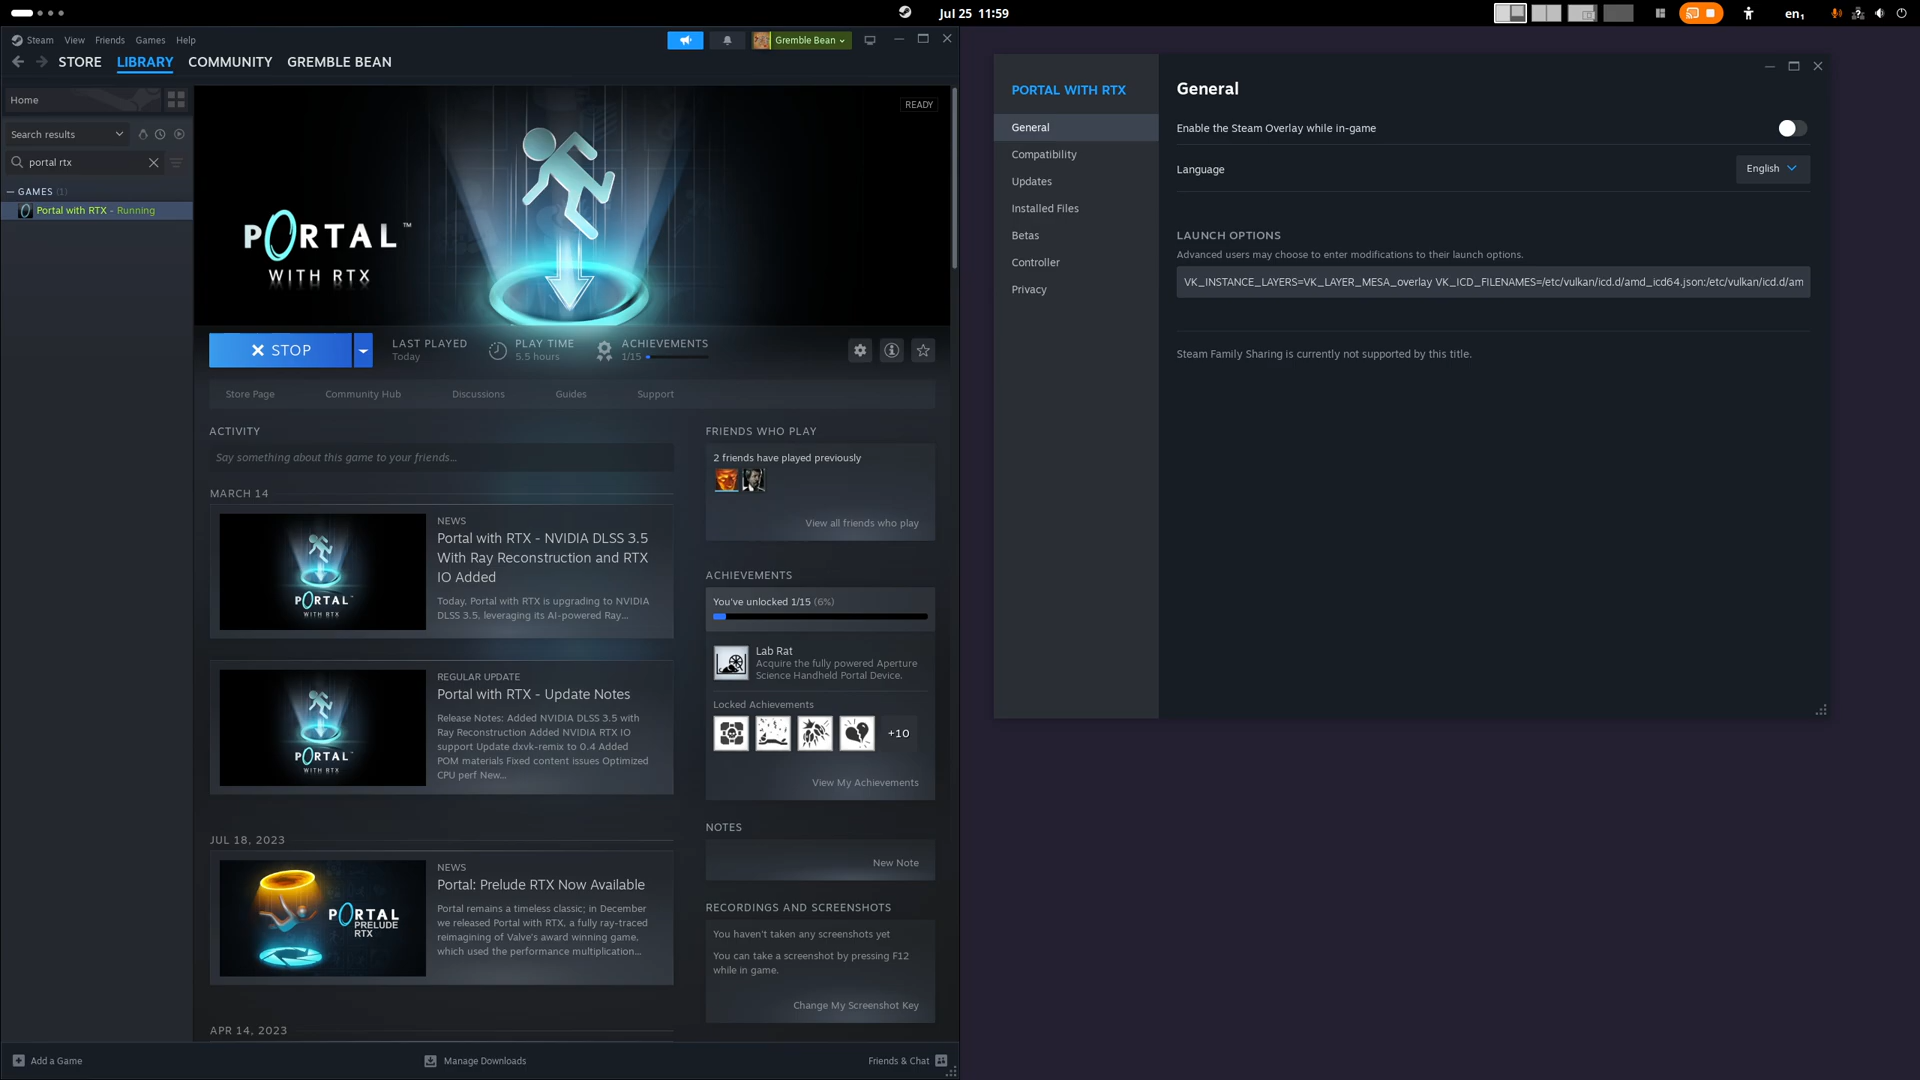 Jul 25 11:59
en₁
Steam View Friends Games Help
Gremble Bean
STORE LIBRARY COMMUNITY GREMBLE BEAN
Home
Search results
portal rtx
GAMES (1)
Portal with RTX - Running
READY
PORTAL™
WITH RTX
STOP
LAST PLAYED
Today
PLAY TIME
5.5 hours
ACHIEVEMENTS
1/15
Store Page Community Hub Discussions Guides Support
ACTIVITY
Say something about this game to your friends...
MARCH 14
PORTAL
WITH RTX
NEWS
Portal with RTX - NVIDIA DLSS 3.5
With Ray Reconstruction and RTX
IO Added
Today, Portal with RTX is upgrading to NVIDIA
DLSS 3.5, leveraging its AI-powered Ray...
PORTAL
WITH RTX
REGULAR UPDATE
Portal with RTX - Update Notes
Release Notes: Added NVIDIA DLSS 3.5 with
Ray Reconstruction Added NVIDIA RTX IO
support Update dxvk-remix to 0.4 Added
POM materials Fixed content issues Optimized
CPU perf New...
JUL 18, 2023
PORTAL
PRELUDE
RTX
NEWS
Portal: Prelude RTX Now Available
Portal remains a timeless classic; in December
we released Portal with RTX, a fully ray-traced
reimagining of Valve's award winning game,
which used the performance multiplication...
APR 14, 2023
FRIENDS WHO PLAY
2 friends have played previously
View all friends who play
ACHIEVEMENTS
You've unlocked 1/15 (6%)
Lab Rat
Acquire the fully powered Aperture
Science Handheld Portal Device.
Locked Achievements
+10
View My Achievements
NOTES
New Note
RECORDINGS AND SCREENSHOTS
You haven't taken any screenshots yet
You can take a screenshot by pressing F12
while in game.
Change My Screenshot Key
Add a Game
Manage Downloads
Friends & Chat
PORTAL WITH RTX
General
Compatibility
Updates
Installed Files
Betas
Controller
Privacy
General
Enable the Steam Overlay while in-game
Language
English
LAUNCH OPTIONS
Advanced users may choose to enter modifications to their launch options.
VK_INSTANCE_LAYERS=VK_LAYER_MESA_overlay VK_ICD_FILENAMES=/etc/vulkan/icd.d/amd_icd64.json:/etc/vulkan/icd.d/am
Steam Family Sharing is currently not supported by this title.